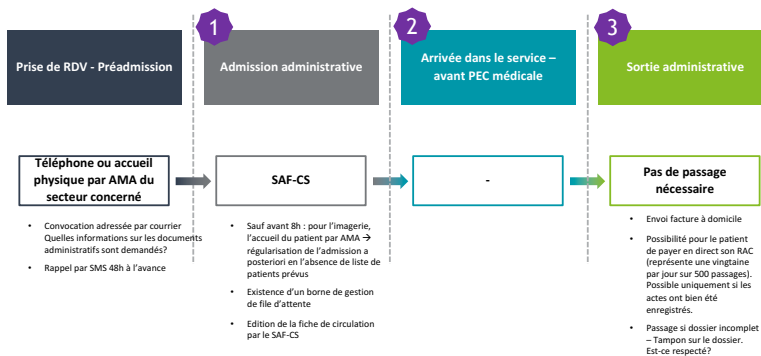 1
2
3
Prise de RDV - Préadmission
Admission administrative
Arrivée dans le service –
avant PEC médicale
Sortie administrative
Téléphone ou accueil
physique par AMA du
secteur concerné
SAF-CS
-
Pas de passage
nécessaire
• Convocation adressée par courrier
Quelles informations sur les documents
administratifs sont demandés?
• Rappel par SMS 48h à l'avance
• Sauf avant 8h : pour l'imagerie,
l'accueil du patient par AMA →
régularisation de l'admission a
posteriori en l'absence de liste de
patients prévus
• Existence d'un borne de gestion
de file d'attente
• Edition de la fiche de circulation
par le SAF-CS
• Envoi facture à domicile
• Possibilité pour le patient
de payer en direct son RAC
(représente une vingtaine
par jour sur 500 passages).
Possible uniquement si les
actes ont bien été
enregistrés.
• Passage si dossier incomplet
– Tampon sur le dossier.
Est-ce respecté?